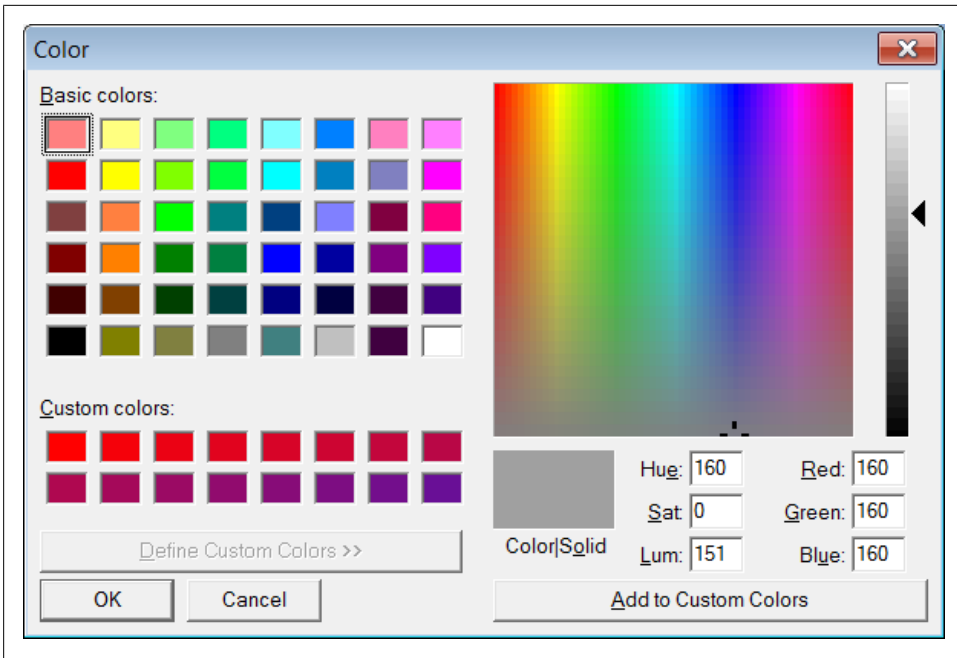 Color
Basic colors:
Custom colors:
Define Custom Colors >>
OK
Cancel
Color|Solid
Hue: 160
Sat: 0
Lum: 151
Red: 160
Green: 160
Blue: 160
Add to Custom Colors